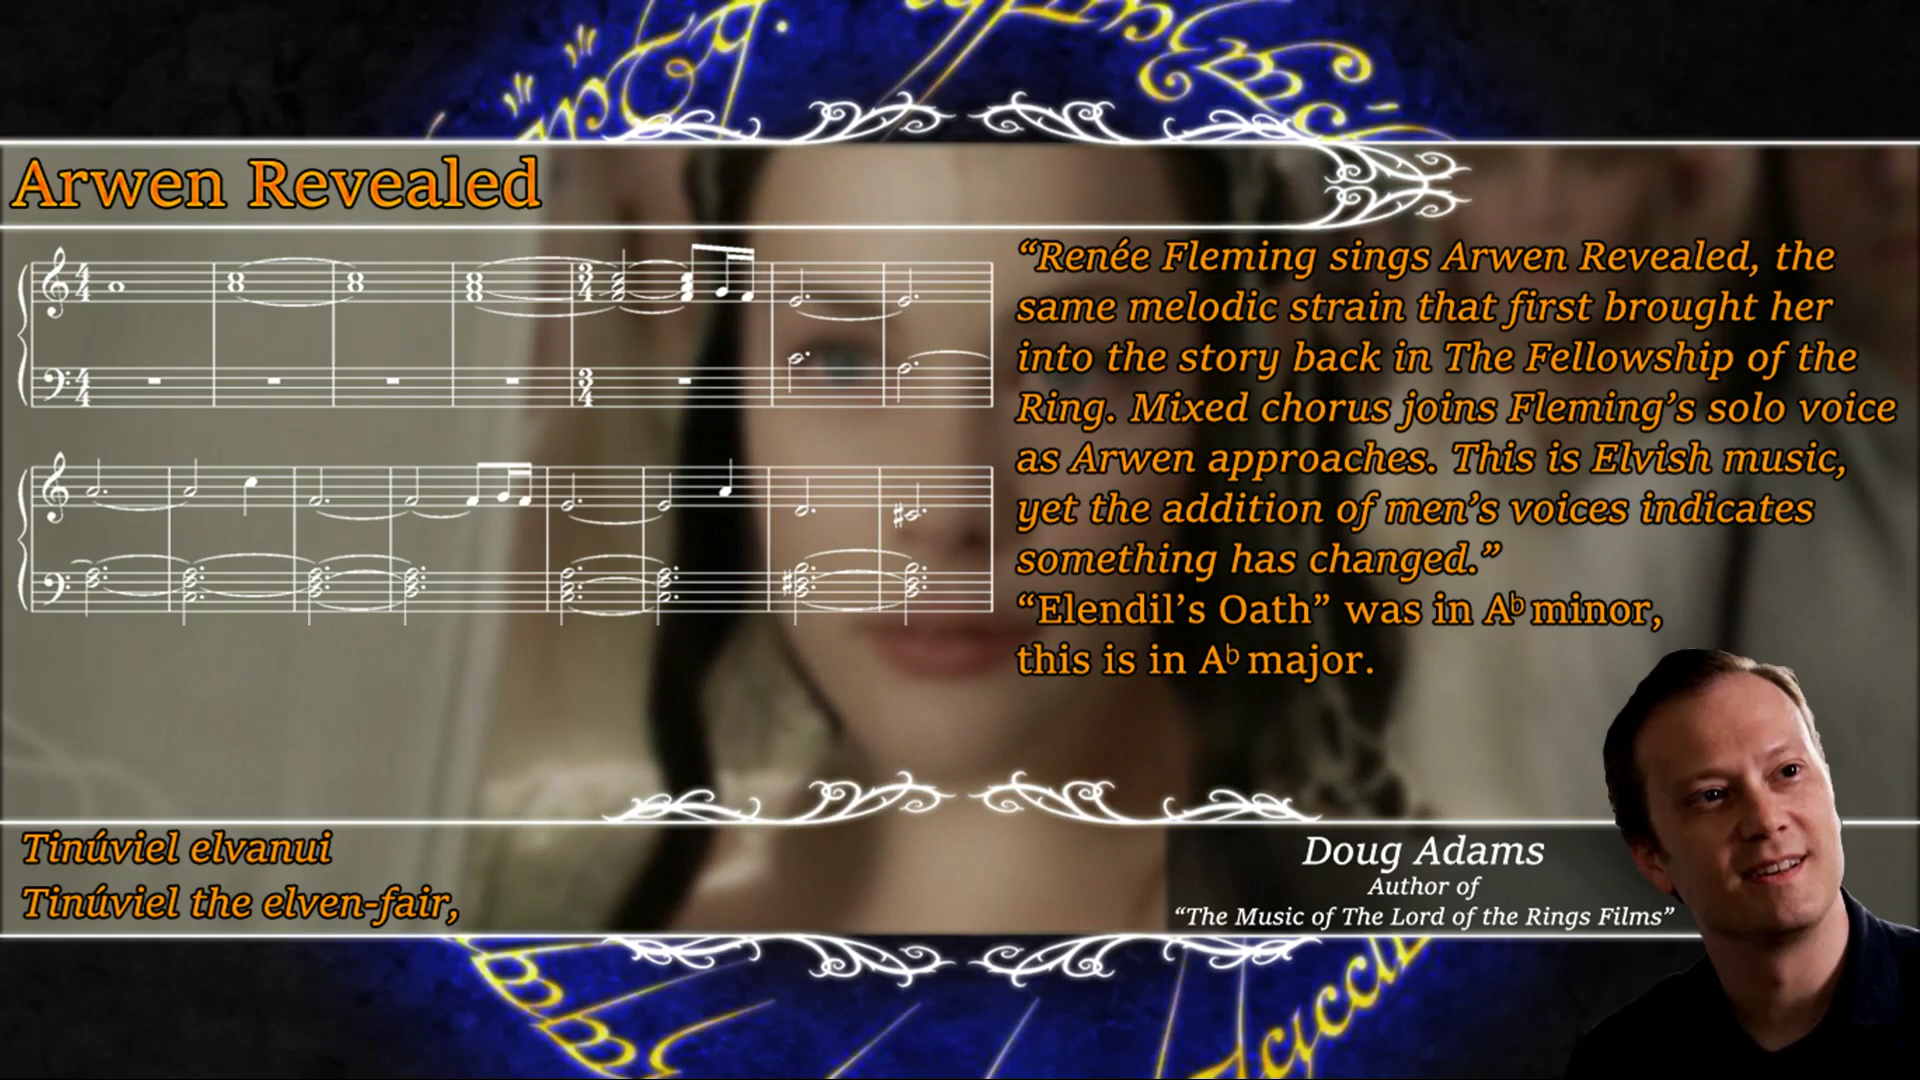 Arwen Revealed
“Renée Fleming sings Arwen Revealed, the
same melodic strain that first brought her
into the story back in The Fellowship of the
Ring. Mixed chorus joins Fleming’s solo voice
as Arwen approaches. This is Elvish music,
yet the addition of men’s voices indicates
something has changed.”
“Elendil’s Oath” was in A♭ minor,
this is in A♭ major.
Tinúviel elvanui
Tinúviel the elven-fair,
Doug Adams
Author of
“The Music of The Lord of the Rings Films”